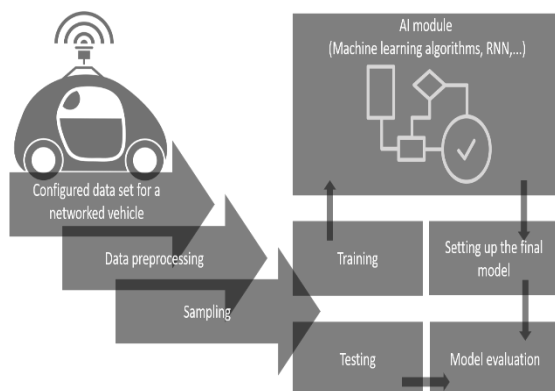 AI module
(Machine learning algorithms, RNN,...)
Configured data set for a
networked vehicle
Data preprocessing
Sampling
Training
Setting up the final
model
Testing
Model evaluation